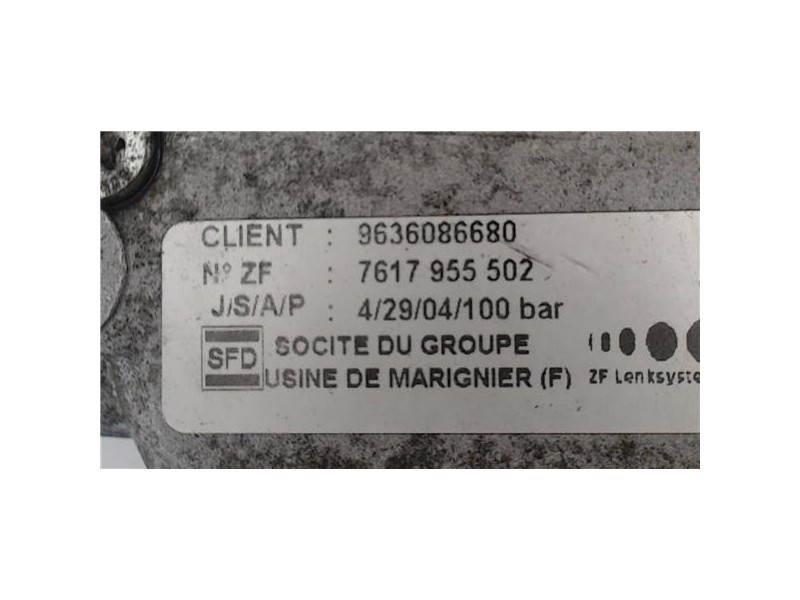 CLIENT : 9636086680
N° ZF : 7617 955 502
J/S/A/P : 4/29/04/100 bar
SFD SOCITE DU GROUPE
USINE DE MARIGNIER (F)
ZF Lenksyste